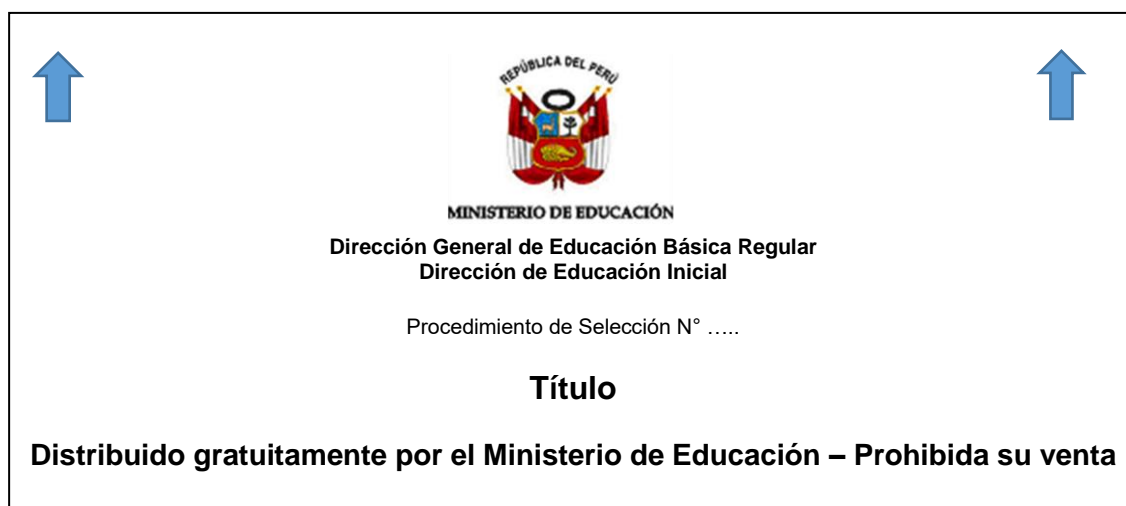 REPÚBLICA DEL PERÚ
MINISTERIO DE EDUCACIÓN
Dirección General de Educación Básica Regular
Dirección de Educación Inicial
Procedimiento de Selección N° …..
Título
Distribuido gratuitamente por el Ministerio de Educación – Prohibida su venta